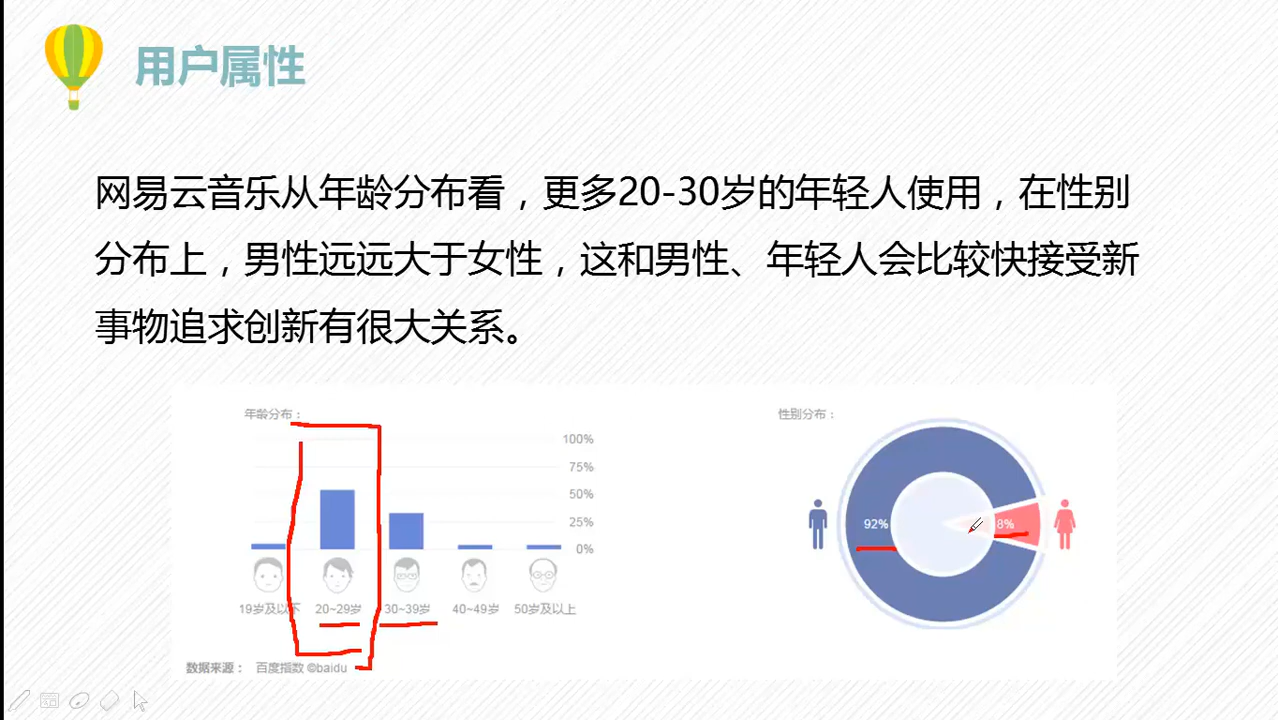 用户属性
网易云音乐从年龄分布看，更多20-30岁的年轻人使用，在性别
分布上，男性远远大于女性，这和男性、年轻人会比较快接受新
事物追求创新有很大关系。
年龄分布：
100%
75%
50%
25%
0%
19岁及以下 20~29岁 30~39岁 40~49岁 50岁及以上
数据来源： 百度指数 ©baidu
性别分布：
92% 8%